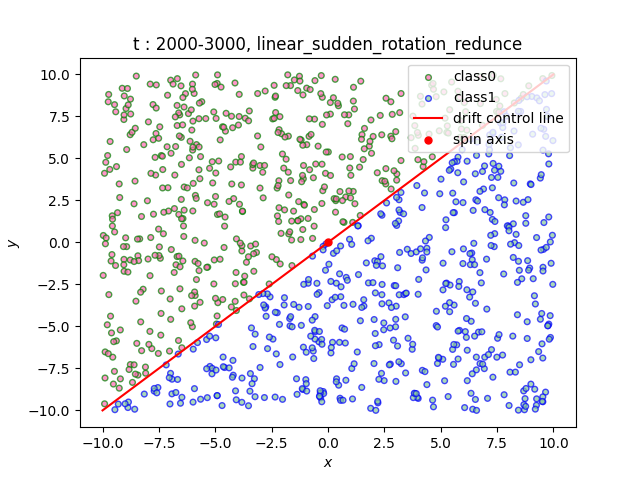 t : 2000-3000, linear_sudden_rotation_redunce
class0
class1
drift control line
spin axis
10.0
7.5
5.0
2.5
0.0
−2.5
−5.0
−7.5
−10.0
y
−10.0 −7.5 −5.0 −2.5 0.0 2.5 5.0 7.5 10.0
x